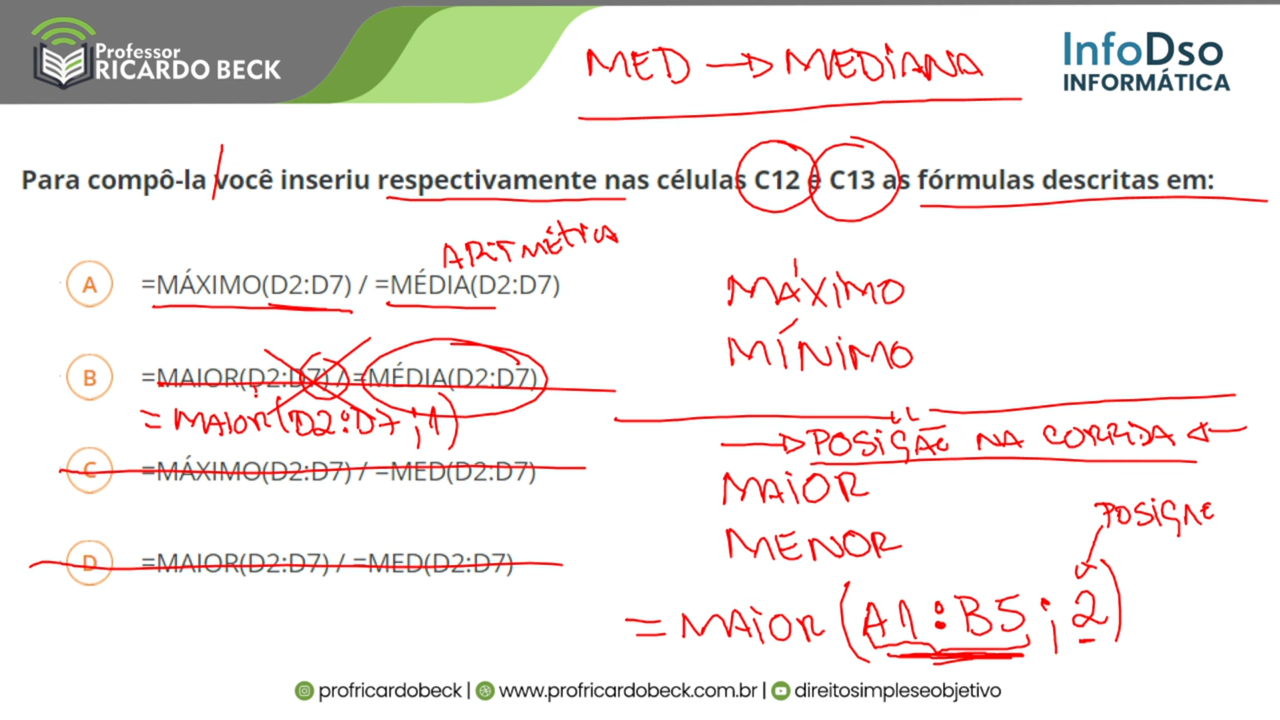 Professor
RICARDO BECK
MED → MEDIANA
InfoDso
INFORMÁTICA
Para compô-la você inseriu respectivamente nas células C12 e C13 as fórmulas descritas em:
ARITMÉTICA
A =MÁXIMO(D2:D7) / =MÉDIA(D2:D7)
MÁXIMO
MÍNIMO
B =MAIOR(D2:D7) / =MÉDIA(D2:D7)
= MAIOR(D2:D7;1)
C =MÁXIMO(D2:D7) / =MED(D2:D7)
D =MAIOR(D2:D7) / =MED(D2:D7)
POSIÇÃO NA CORRIDA
MAIOR
MENOR
= MAIOR (A1:B5;2)
profricardobeck | www.profricardobeck.com.br | direitosimpleseobjetivo